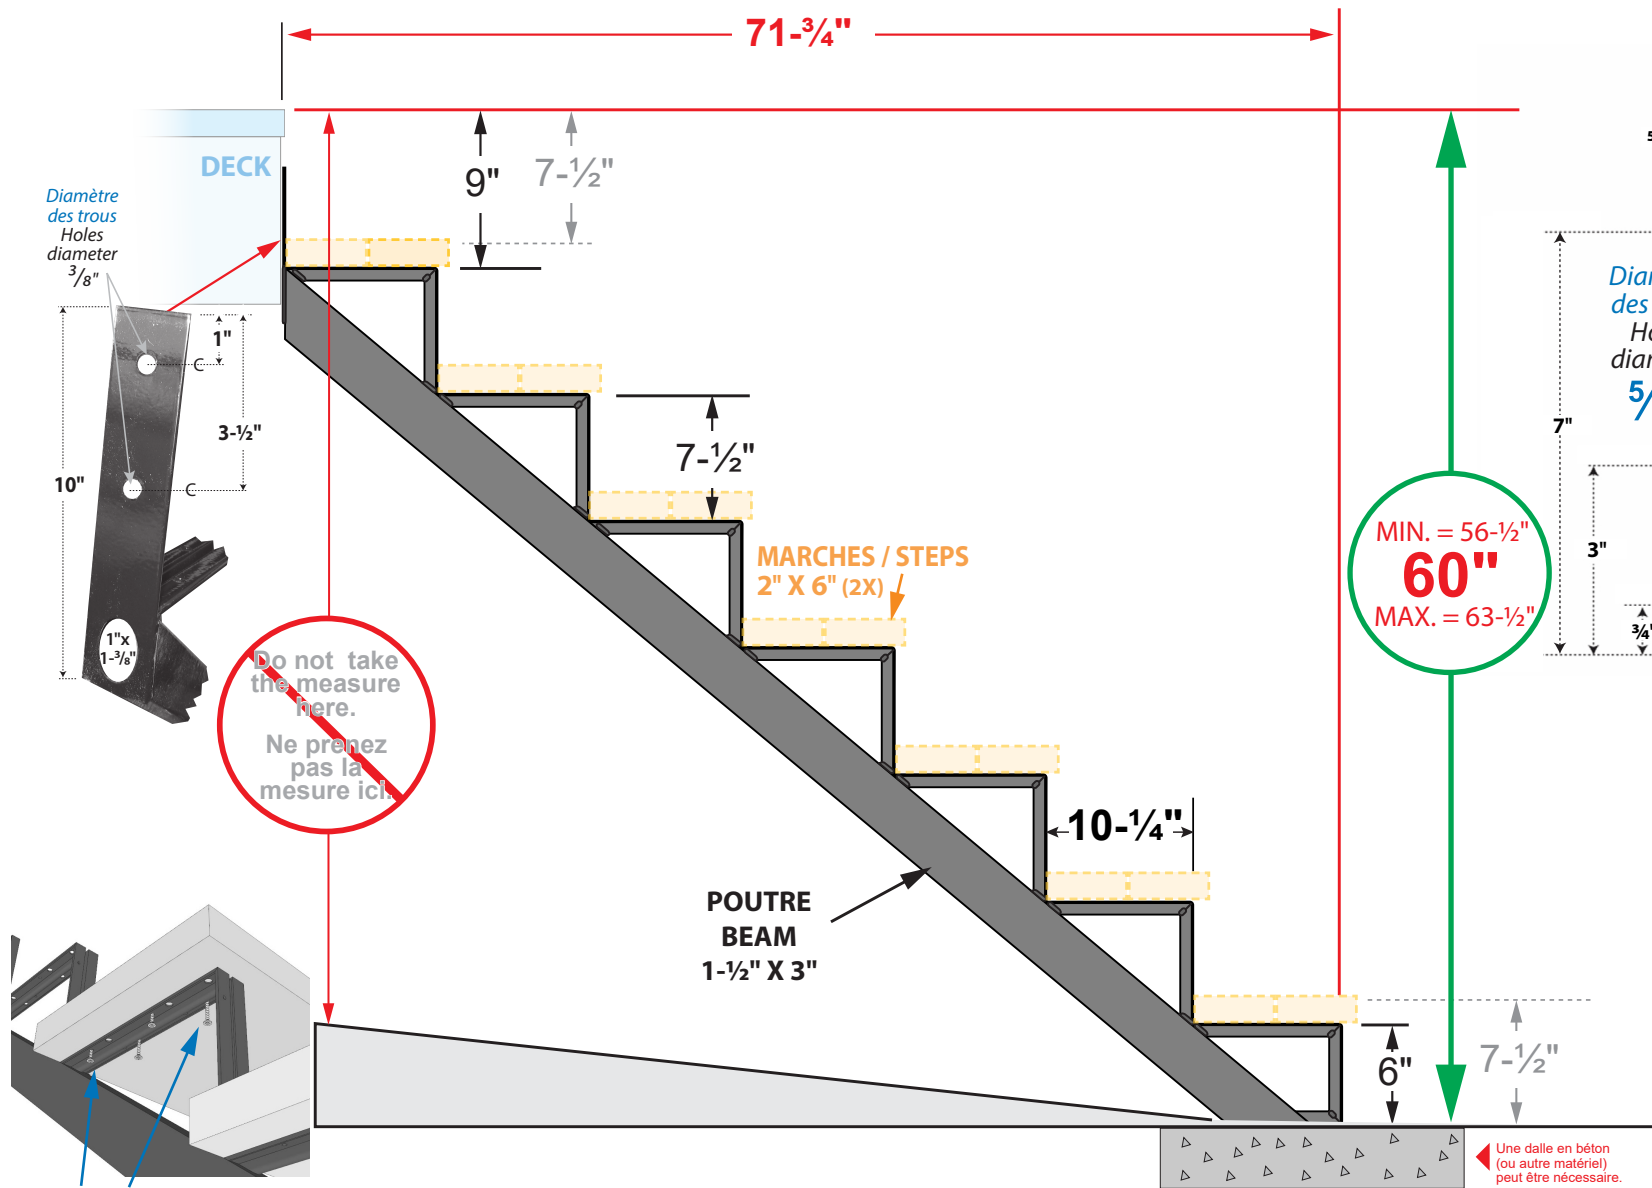 71-¾"
DECK
9"
7-½"
Diamètre
des trous
Holes
diameter
3/8"
1"
C
3-½"
C
10"
1"x
1-3/8"
7-½"
MARCHES / STEPS
2" X 6" (2X)
Do not take
the measure
here.
Ne prenez
pas la
mesure ici.
10-¼"
POUTRE
BEAM
1-½" X 3"
6"
7-½"
MIN. = 56-½"
60"
MAX. = 63-½"
7"
3"
¾"
des
5/
Une dalle en béton
(ou autre matériel)
peut être nécessaire.